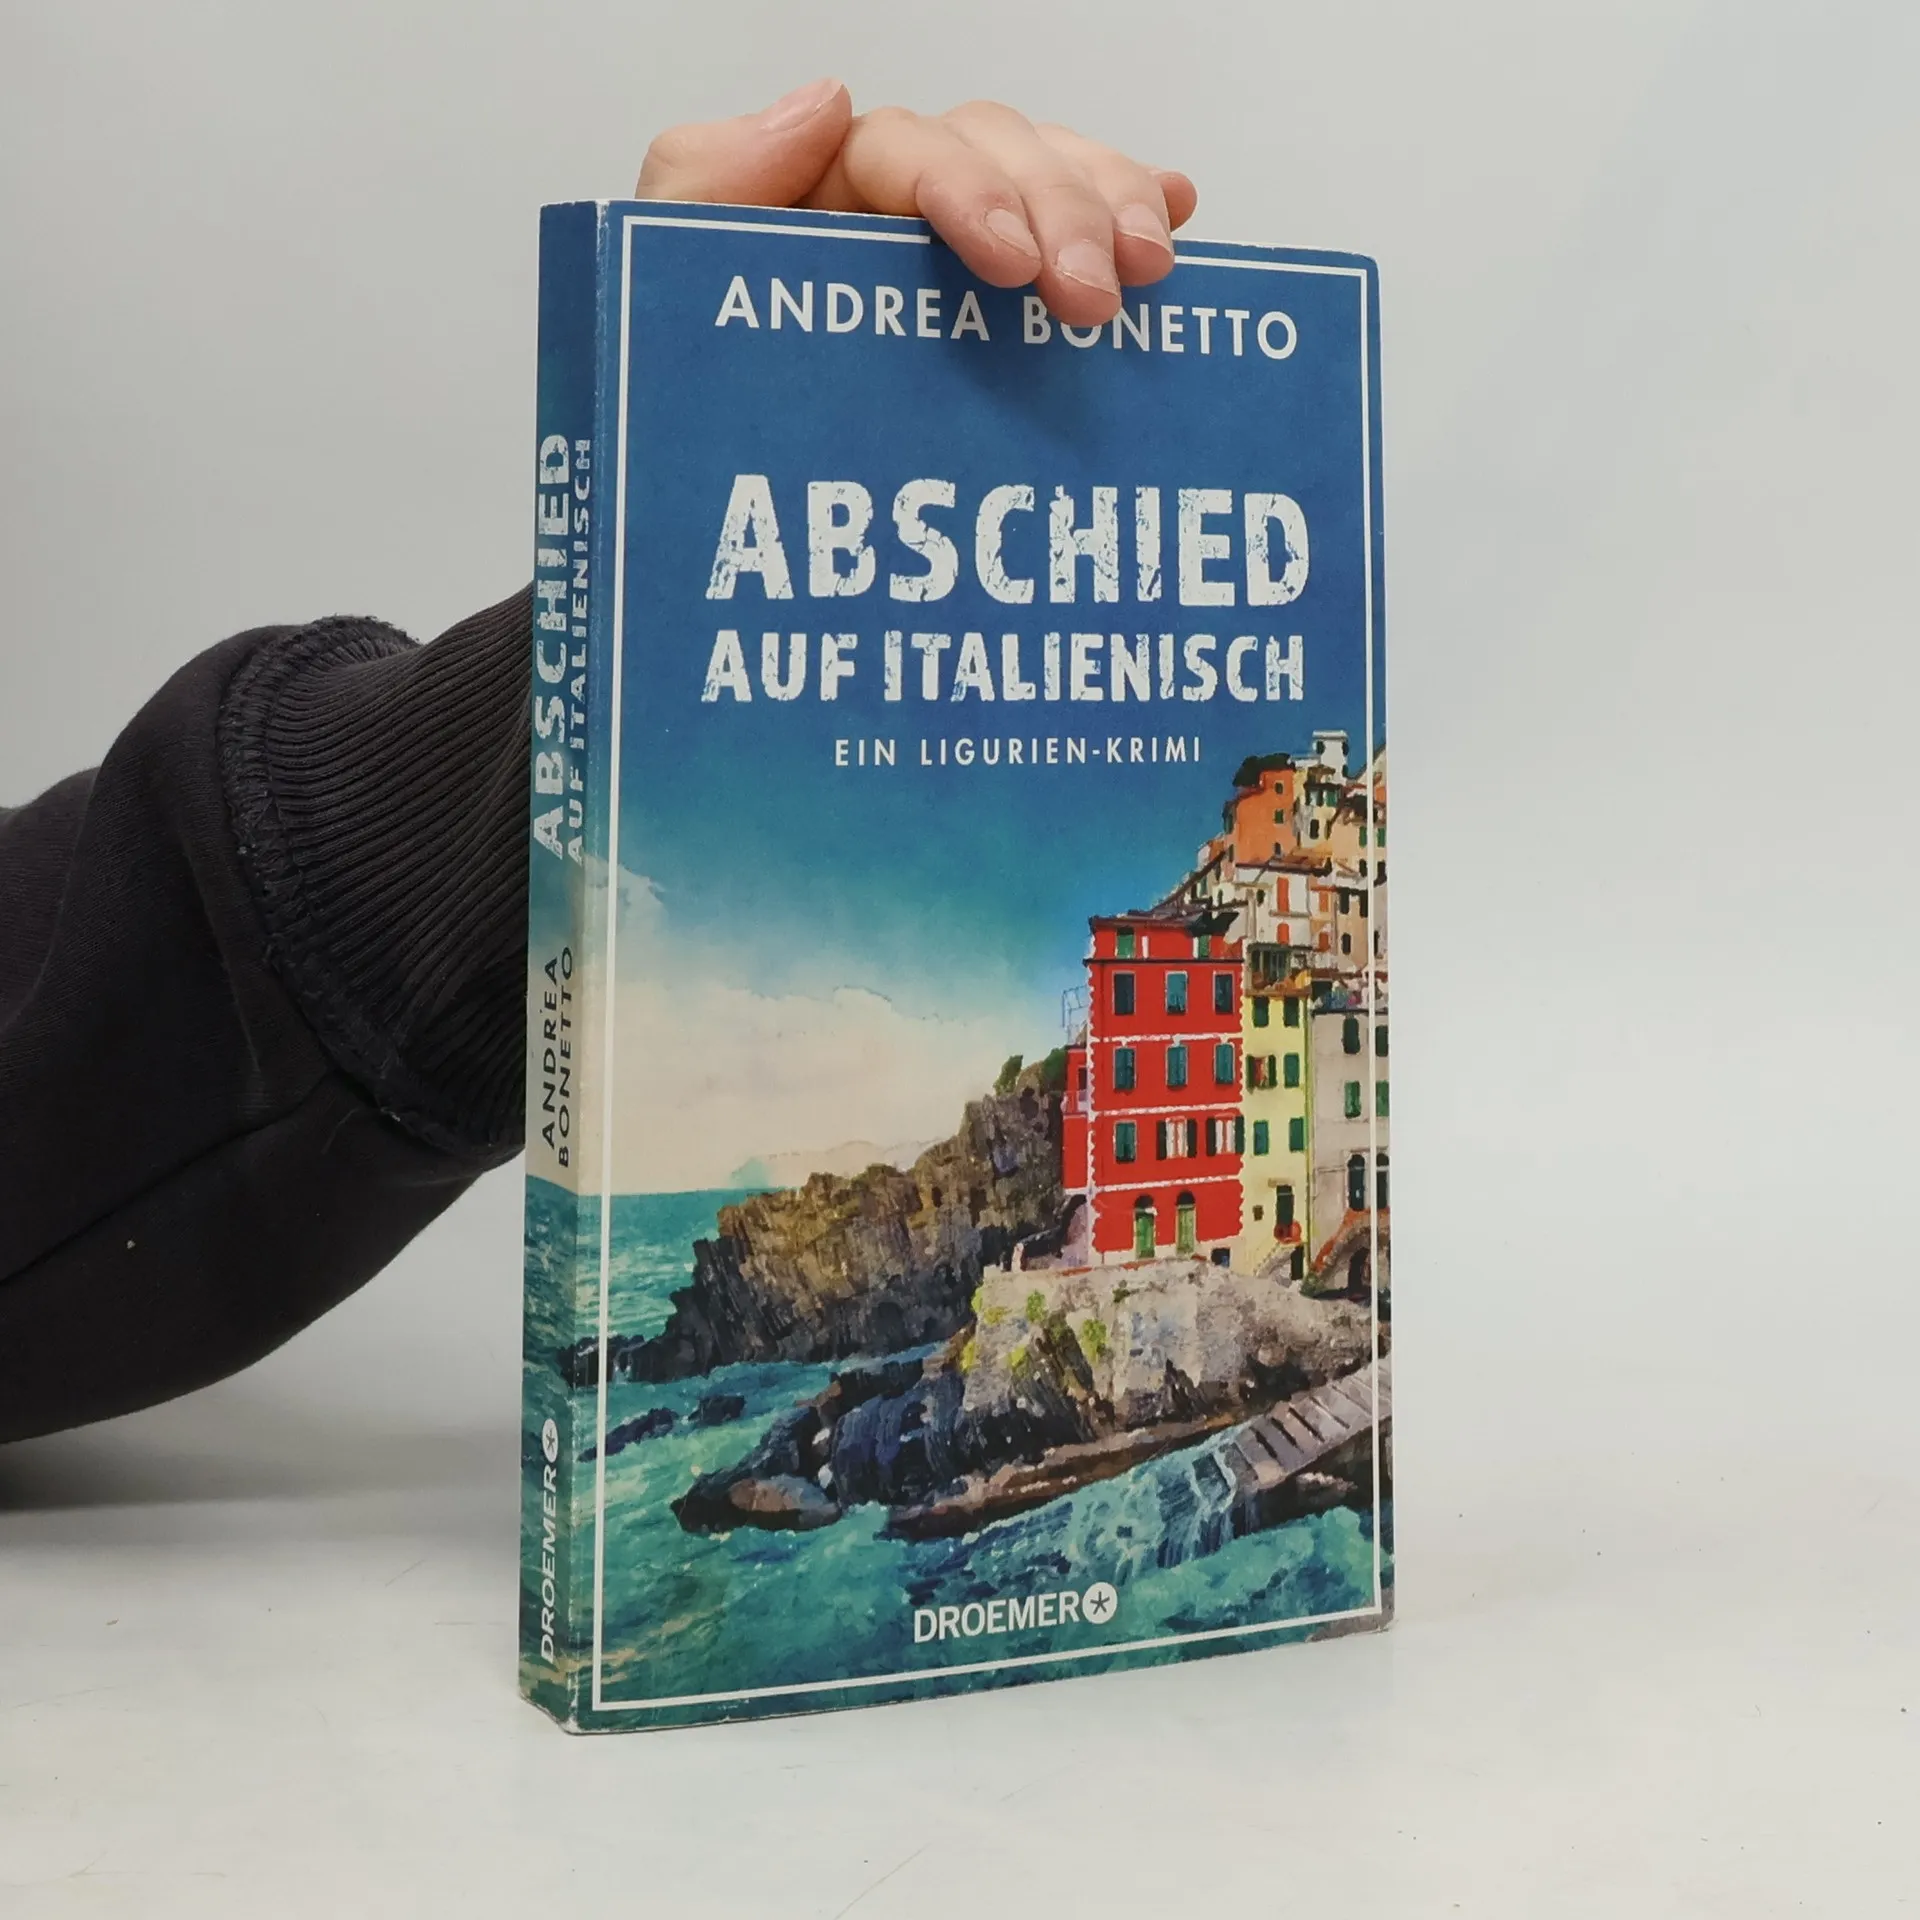 ANDREA BONETTO
ABSCHIED
AUF ITALIENISCH
EIN LIGURIEN-KRIMI
DROEMER
ABSCHIED
AUF ITALIENISCH
ANDREA
BONETTO
DROEMER